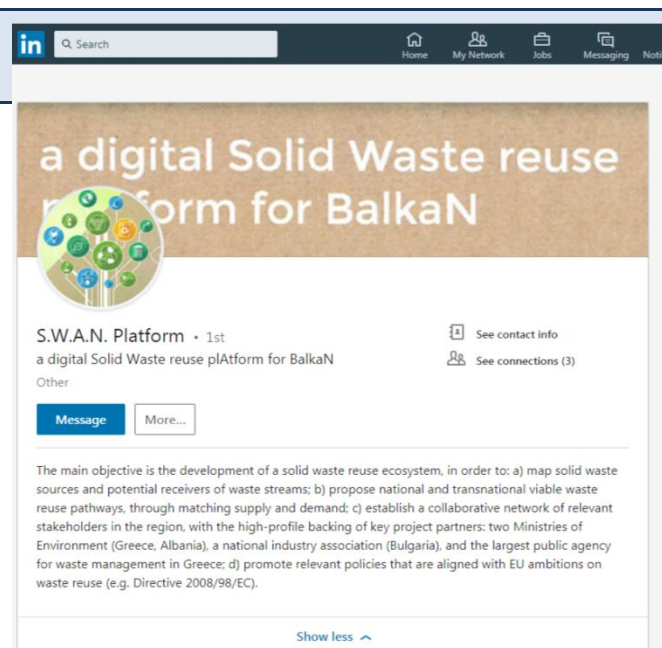 in
Search
Home
My Network
Jobs
Messaging
Noti
a digital Solid Waste reuse
form for BalkaN
S.W.A.N. Platform • 1st
a digital Solid Waste reuse plAtform for BalkaN
Other
See contact info
See connections (3)
Message
More...
The main objective is the development of a solid waste reuse ecosystem, in order to: a) map solid waste
sources and potential receivers of waste streams; b) propose national and transnational viable waste
reuse pathways, through matching supply and demand; c) establish a collaborative network of relevant
stakeholders in the region, with the high-profile backing of key project partners: two Ministries of
Environment (Greece, Albania), a national industry association (Bulgaria), and the largest public agency
for waste management in Greece; d) promote relevant policies that are aligned with EU ambitions on
waste reuse (e.g. Directive 2008/98/EC).
Show less